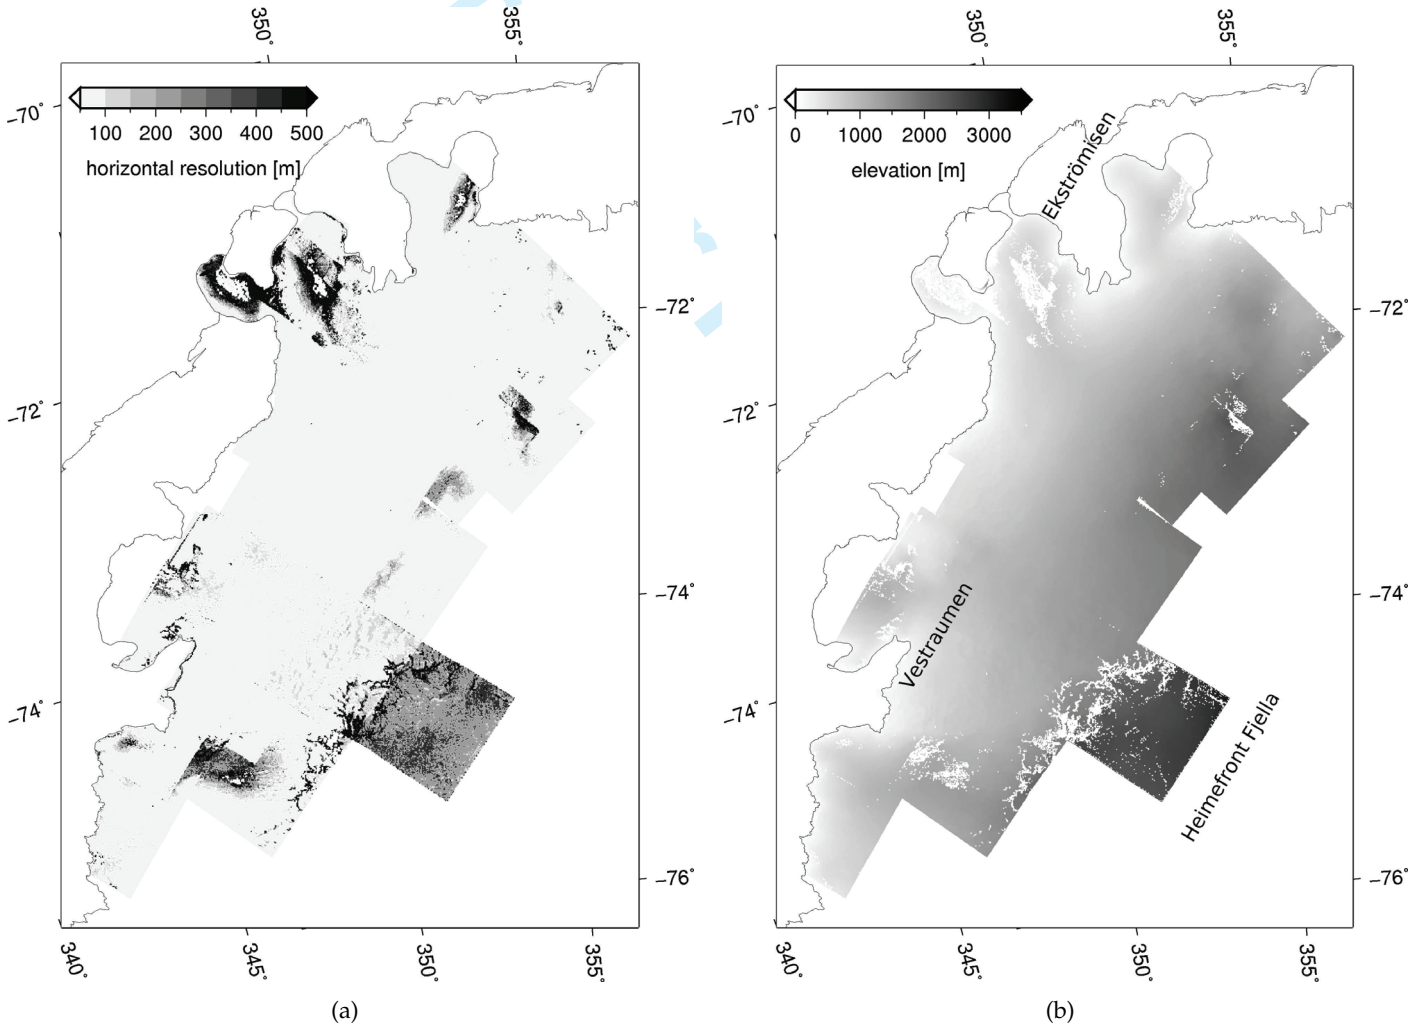 350°
355°
350°
355°
−70°
−72°
−74°
100 200 300 400 500
horizontal resolution [m]
−72°
−74°
−76°
340°
345°
350°
355°
(a)
−70°
−72°
−74°
0 1000 2000 3000
elevation [m]
Ekströmisen
Vestraumen
Heimefront Fjella
−72°
−74°
−76°
340°
345°
350°
355°
(b)